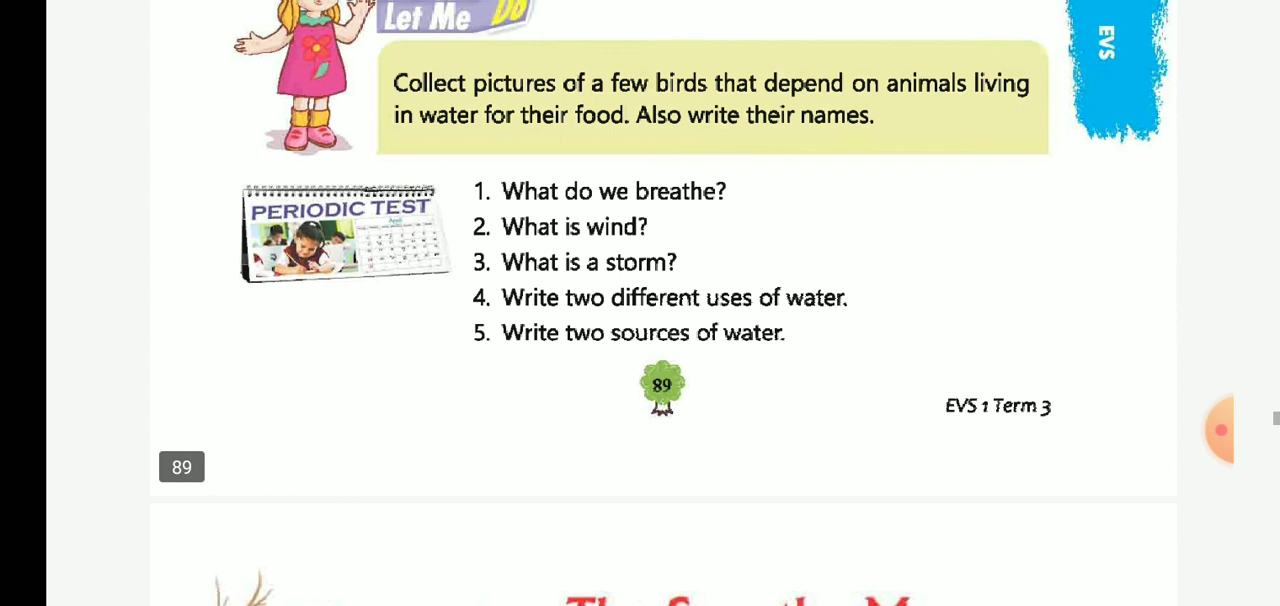 Let Me Do
EVS
Collect pictures of a few birds that depend on animals living
in water for their food. Also write their names.
PERIODIC TEST
1. What do we breathe?
2. What is wind?
3. What is a storm?
4. Write two different uses of water.
5. Write two sources of water.
89
EVS 1 Term 3
89